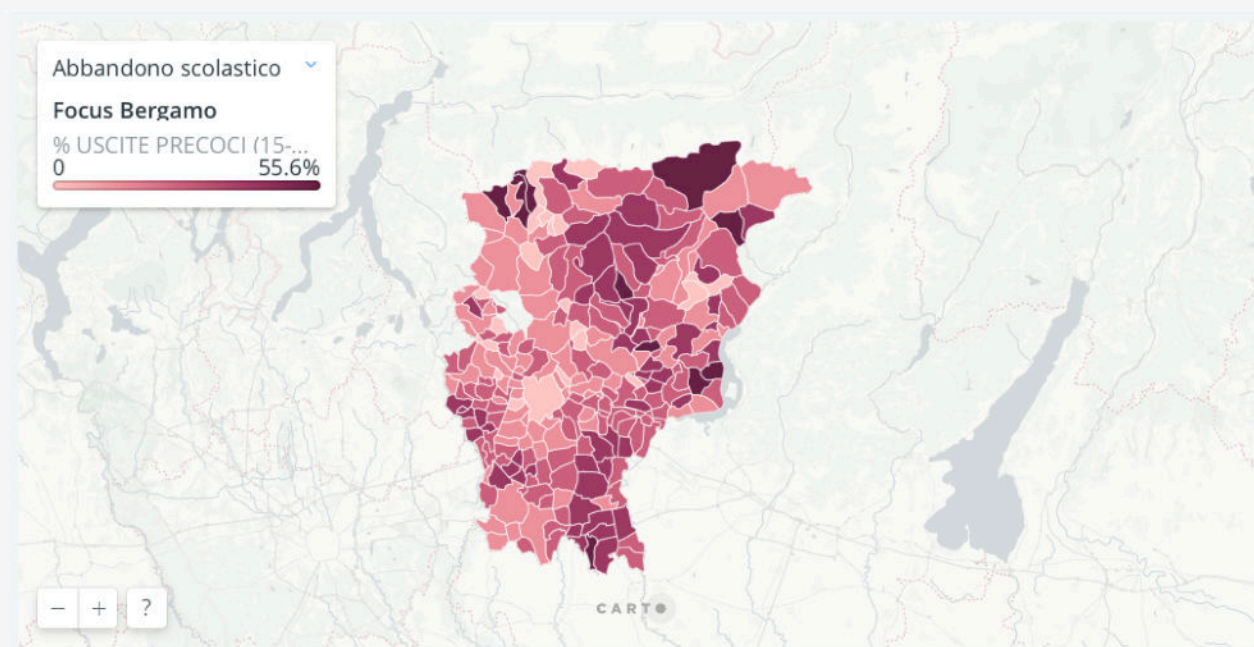 Abbandono scolastico
Focus Bergamo
% USCITE PRECOCI (15-...
0 55.6%
− + ?
CARTO